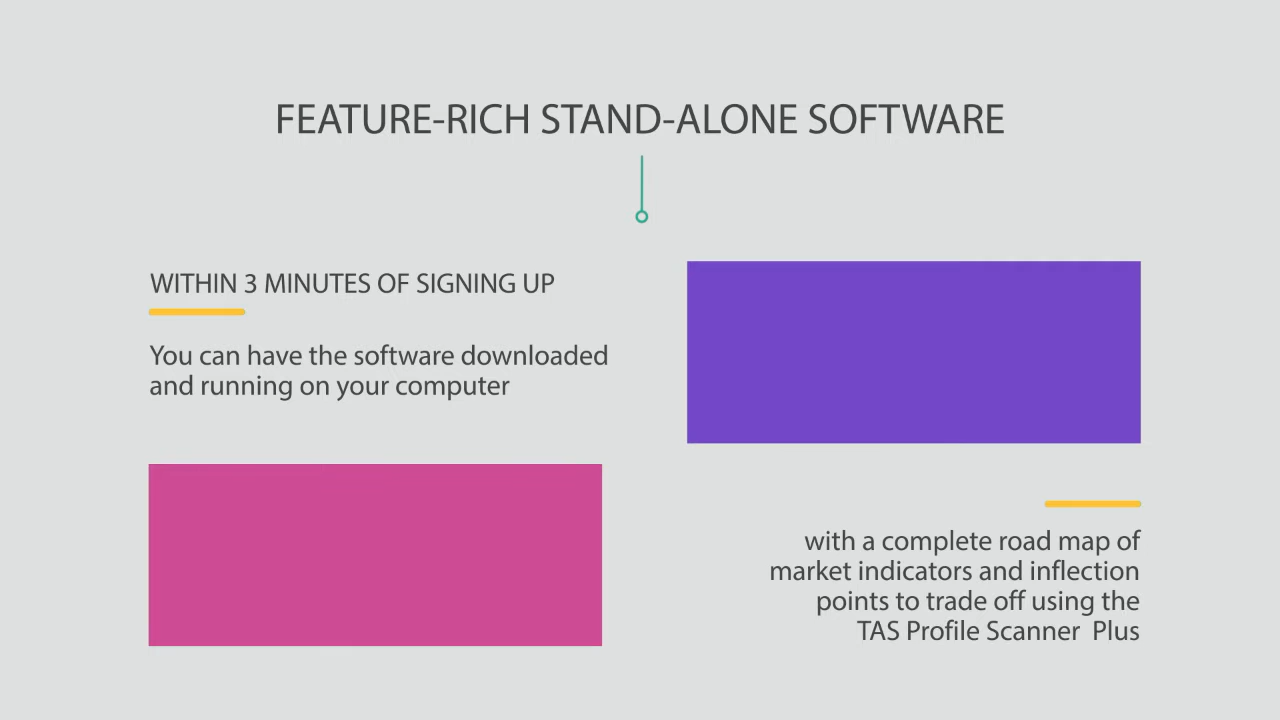 FEATURE-RICH STAND-ALONE SOFTWARE
WITHIN 3 MINUTES OF SIGNING UP
You can have the software downloaded
and running on your computer
with a complete road map of
market indicators and inflection
points to trade off using the
TAS Profile Scanner  Plus